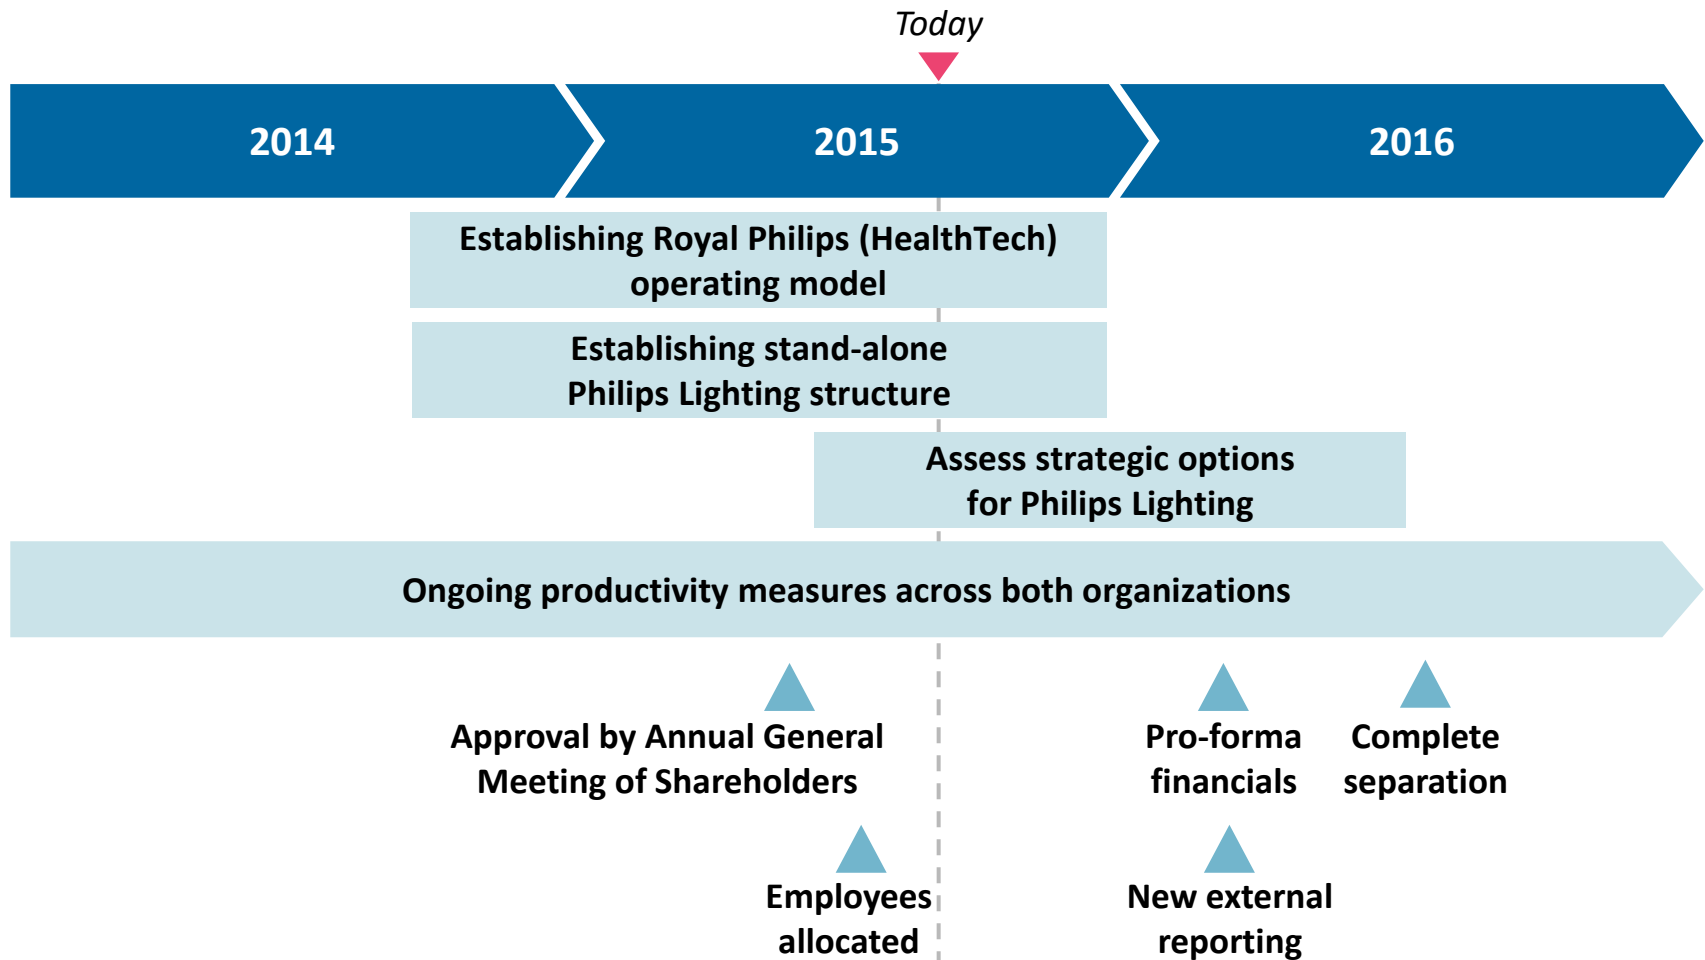 Today
2014
2015
2016
Establishing Royal Philips (HealthTech)
operating model
Establishing stand-alone
Philips Lighting structure
Assess strategic options
for Philips Lighting
Ongoing productivity measures across both organizations
Approval by Annual General
Meeting of Shareholders
Pro-forma
financials
Complete
separation
Employees
allocated
New external
reporting